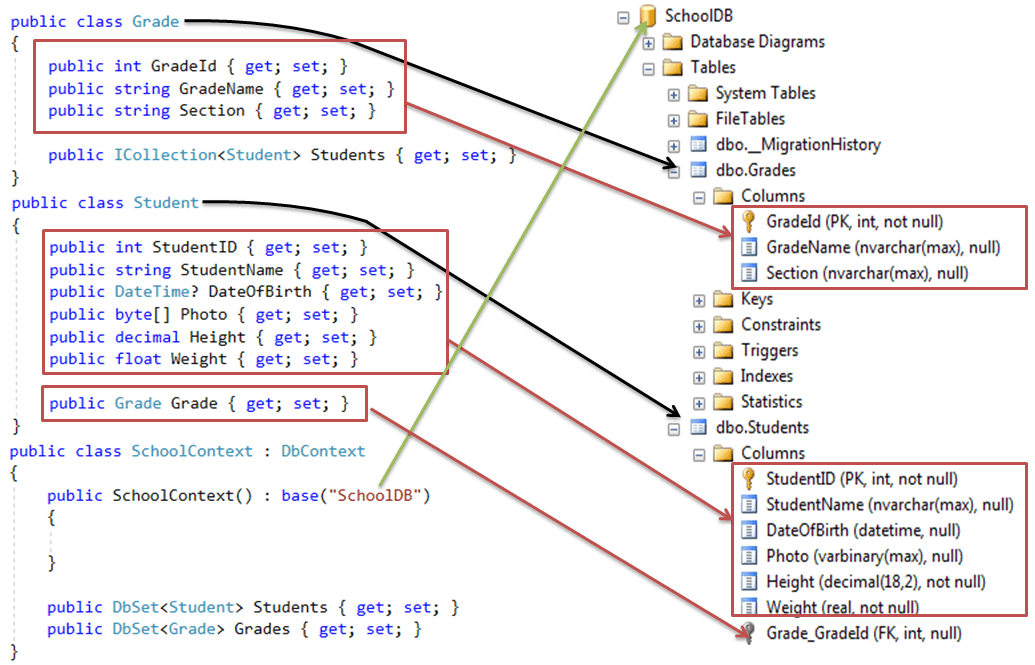 public class Grade
{
public int GradeId { get; set; }
public string GradeName { get; set; }
public string Section { get; set; }
public ICollection<Student> Students { get; set; }
}
public class Student
{
public int StudentID { get; set; }
public string StudentName { get; set; }
public DateTime? DateOfBirth { get; set; }
public byte[] Photo { get; set; }
public decimal Height { get; set; }
public float Weight { get; set; }
public Grade Grade { get; set; }
}
public class SchoolContext : DbContext
{
public SchoolContext() : base("SchoolDB")
{
}
public DbSet<Student> Students { get; set; }
public DbSet<Grade> Grades { get; set; }
}
SchoolDB
Database Diagrams
Tables
System Tables
FileTables
dbo.__MigrationHistory
dbo.Grades
Columns
GradeId (PK, int, not null)
GradeName (nvarchar(max), null)
Section (nvarchar(max), null)
Keys
Constraints
Triggers
Indexes
Statistics
dbo.Students
Columns
StudentID (PK, int, not null)
StudentName (nvarchar(max), null)
DateOfBirth (datetime, null)
Photo (varbinary(max), null)
Height (decimal(18,2), not null)
Weight (real, not null)
Grade_GradeId (FK, int, null)